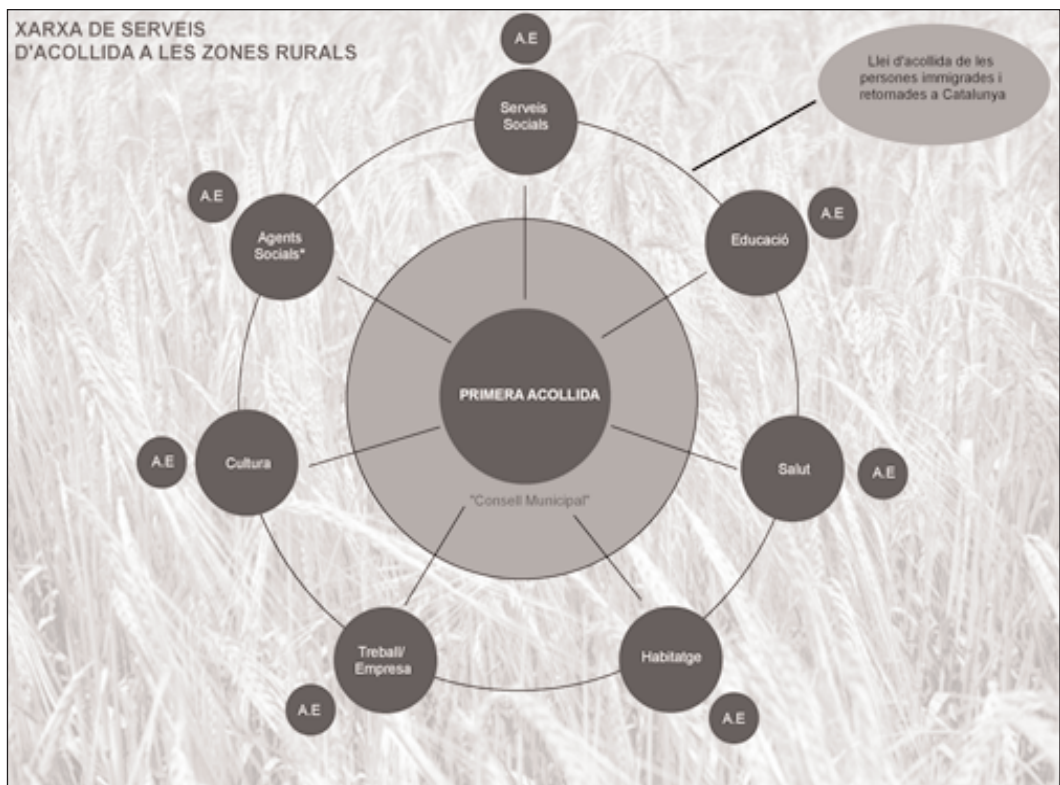 XARXA DE SERVEIS
D'ACOLLIDA A LES ZONES RURALS
A.E
Serveis
Socials
Llei d'acollida de les
persones immigrades i
retornades a Catalunya
A.E
Agents
Socials*
Educació
A.E
PRIMERA ACOLLIDA
"Consell Municipal"
A.E
Cultura
Salut
A.E
Treball/
Empresa
A.E
Habitatge
A.E